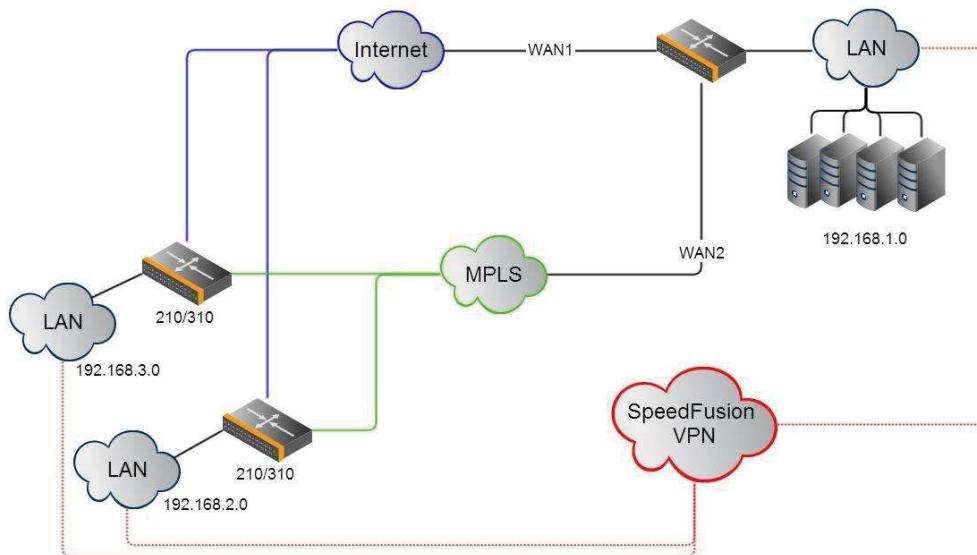 Internet
WAN1
LAN
192.168.1.0
WAN2
MPLS
210/310
LAN
192.168.3.0
SpeedFusion
VPN
210/310
LAN
192.168.2.0